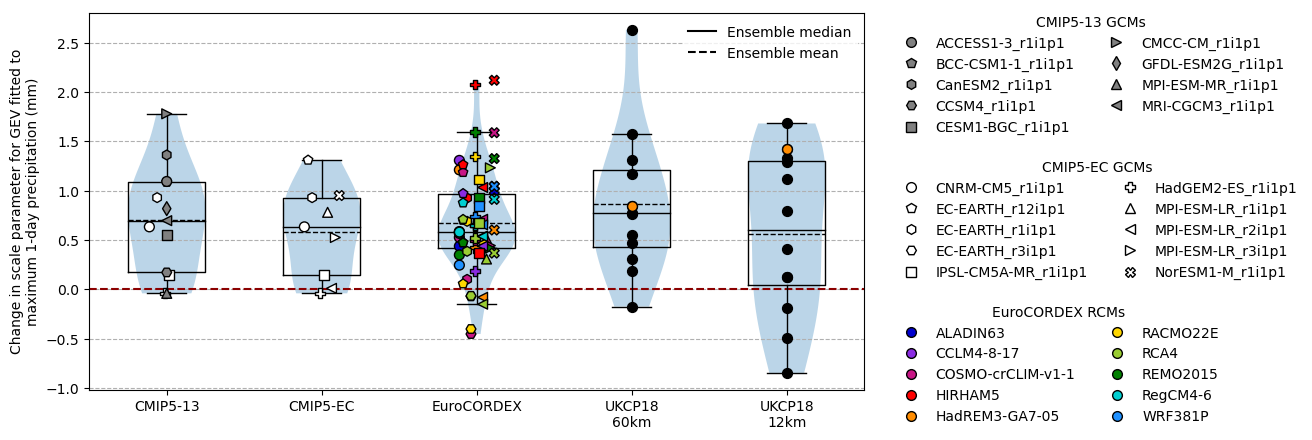 Change in scale parameter for GEV fitted to
maximum 1-day precipitation (mm)
2.5
2.0
1.5
1.0
0.5
0.0
−0.5
−1.0
Ensemble median
Ensemble mean
CMIP5-13
CMIP5-EC
EuroCORDEX
UKCP18
60km
UKCP18
12km
CMIP5-13 GCMs
ACCESS1-3_r1i1p1
BCC-CSM1-1_r1i1p1
CanESM2_r1i1p1
CCSM4_r1i1p1
CESM1-BGC_r1i1p1
CMCC-CM_r1i1p1
GFDL-ESM2G_r1i1p1
MPI-ESM-MR_r1i1p1
MRI-CGCM3_r1i1p1
CMIP5-EC GCMs
CNRM-CM5_r1i1p1
EC-EARTH_r12i1p1
EC-EARTH_r1i1p1
EC-EARTH_r3i1p1
IPSL-CM5A-MR_r1i1p1
HadGEM2-ES_r1i1p1
MPI-ESM-LR_r1i1p1
MPI-ESM-LR_r2i1p1
MPI-ESM-LR_r3i1p1
NorESM1-M_r1i1p1
EuroCORDEX RCMs
ALADIN63
CCLM4-8-17
COSMO-crCLIM-v1-1
HIRHAM5
HadREM3-GA7-05
RACMO22E
RCA4
REMO2015
RegCM4-6
WRF381P